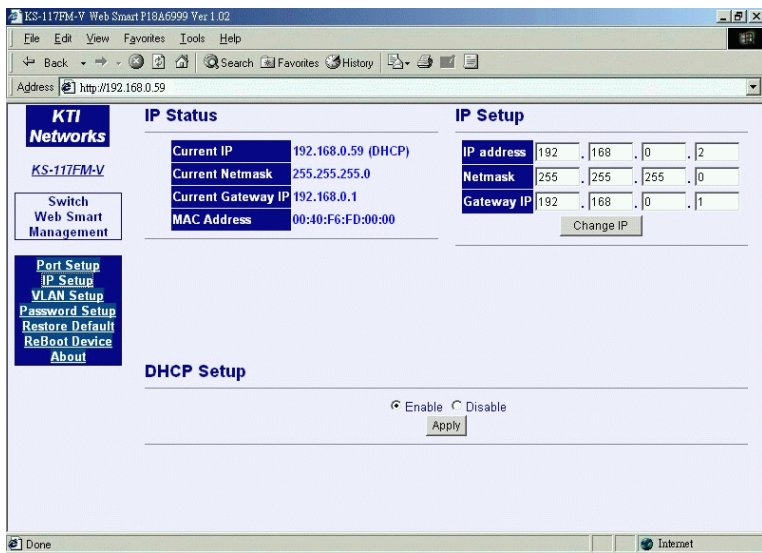 KS-117FM-V Web Smart P18A6999 Ver 1.02
File Edit View Favorites Tools Help
Back Search Favorites History
Address http://192.168.0.59
KTI
Networks
KS-117FM-V
Switch
Web Smart
Management
Port Setup
IP Setup
VLAN Setup
Password Setup
Restore Default
ReBoot Device
About
IP Status
Current IP 192.168.0.59 (DHCP)
Current Netmask 255.255.255.0
Current Gateway IP 192.168.0.1
MAC Address 00:40:F6:FD:00:00
IP Setup
IP address 192 . 168 . 0 . 2
Netmask 255 . 255 . 255 . 0
Gateway IP 192 . 168 . 0 . 1
Change IP
DHCP Setup
Enable Disable
Apply
Done Internet